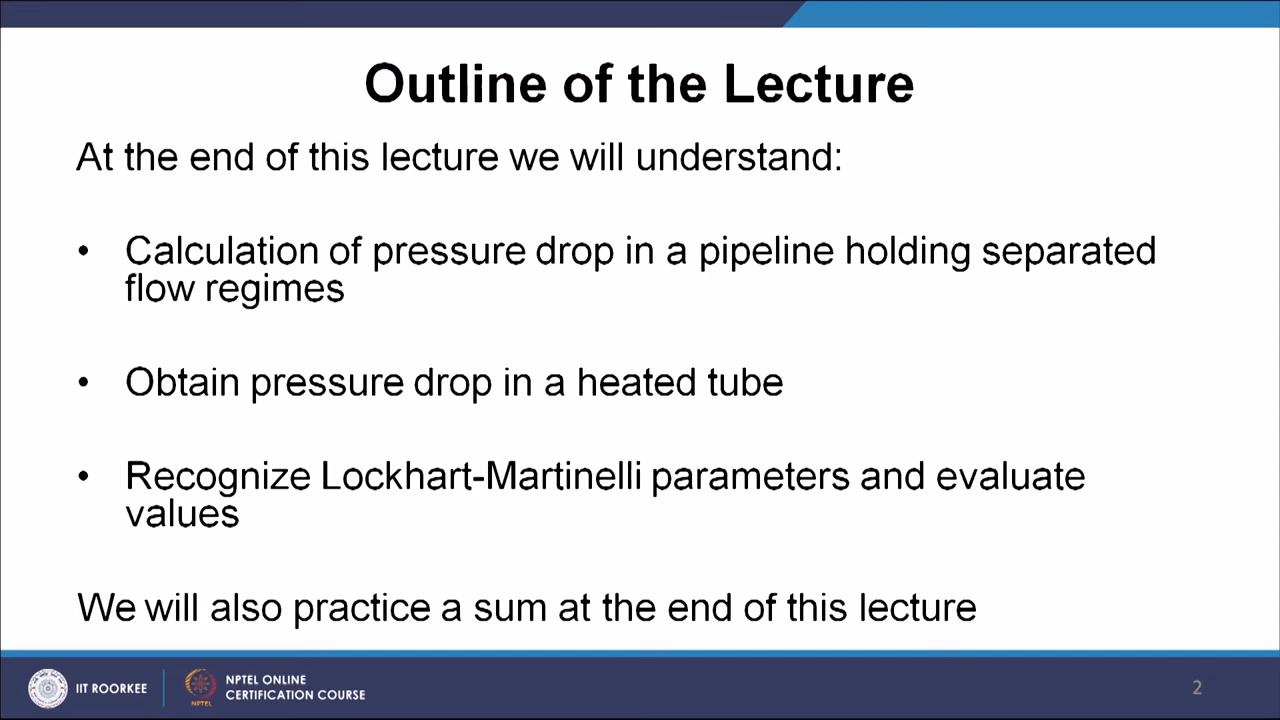 Outline of the Lecture
At the end of this lecture we will understand:
• Calculation of pressure drop in a pipeline holding separated
flow regimes
• Obtain pressure drop in a heated tube
• Recognize Lockhart-Martinelli parameters and evaluate
values
We will also practice a sum at the end of this lecture
IIT ROORKEE
NPTEL
NPTEL ONLINE
CERTIFICATION COURSE
2